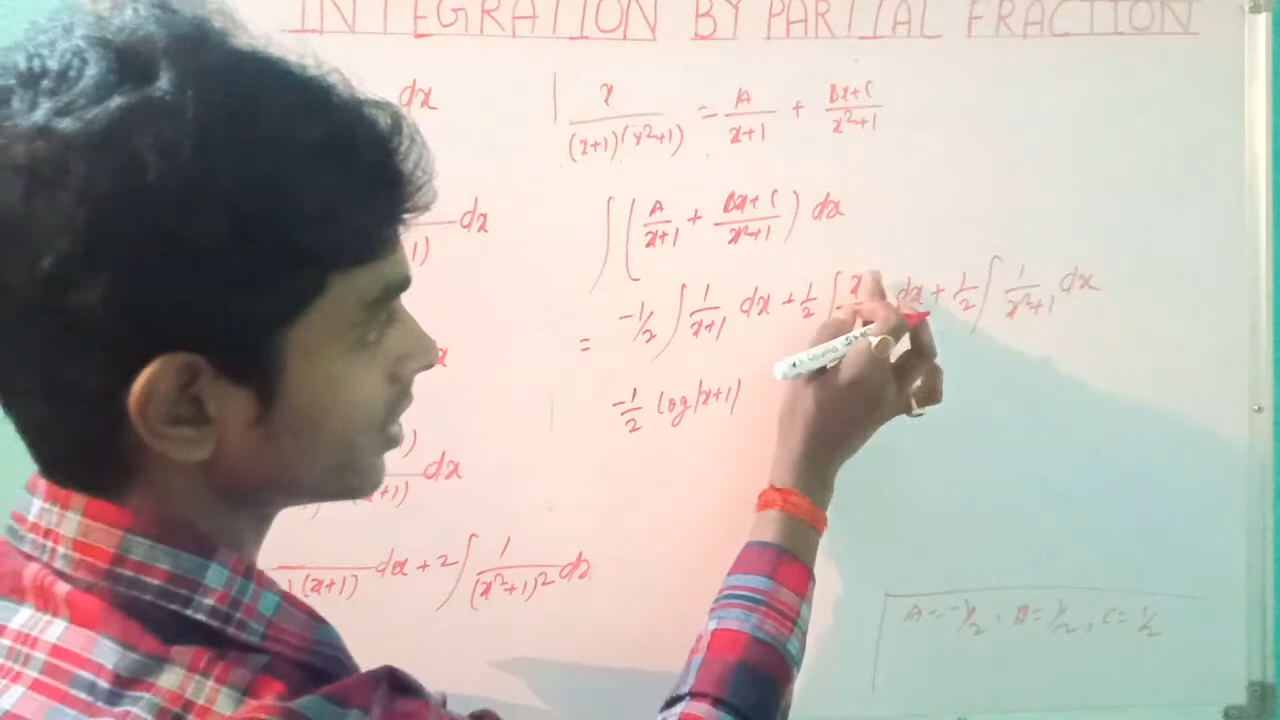 INTEGRATION BY PARTIAL FRACTION
dx
x/(x+1)(x²+1) = A/x+1 + Bx+C/x²+1
dx
1)
∫(A/x+1 + Bx+C/x²+1) dx
= -1/2 ∫ 1/x+1 dx + 1/2 ∫ x dx + 1/2 ∫ 1/x²+1 dx
-1/2 log|x+1|
)
(x+1) dx
(x+1) dx + 2∫ 1/(x²+1)² dx
A = -1/2, B = 1/2, C = 1/2